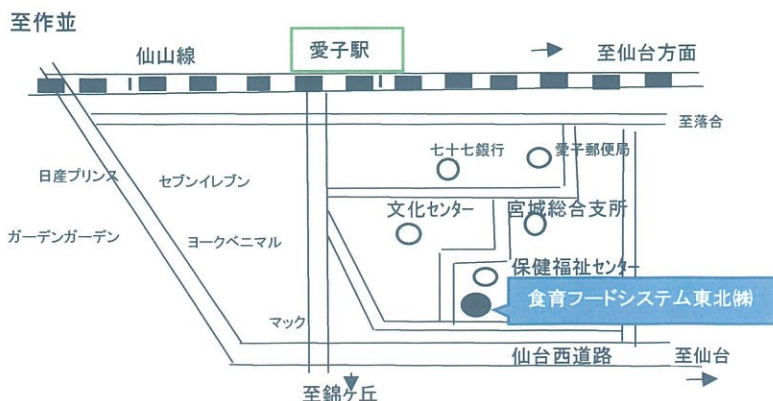 至作並
仙山線
愛子駅
至仙台方面
至落合
七十七銀行
愛子郵便局
日産プリンス
セブンイレブン
文化センター
宮城総合支所
ガーデンガーデン
ヨークベニマル
保健福祉センター
食育フードシステム東北㈱
マック
仙台西道路
至仙台
至錦ケ丘